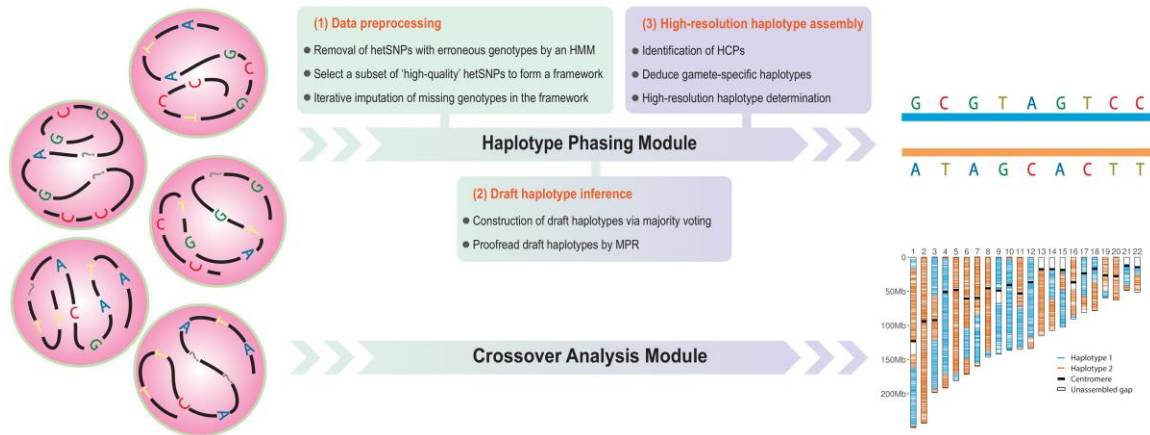 (1) Data preprocessing
Removal of hetSNPs with erroneous genotypes by an HMM
Select a subset of ‘high-quality’ hetSNPs to form a framework
Iterative imputation of missing genotypes in the framework
(3) High-resolution haplotype assembly
Identification of HCPs
Deduce gamete-specific haplotypes
High-resolution haplotype determination
Haplotype Phasing Module
(2) Draft haplotype inference
Construction of draft haplotypes via majority voting
Proofread draft haplotypes by MPR
Crossover Analysis Module
G C G T A G T C C
A T A G C A C T T
1 2 3 4 5 6 7 8 9 10 11 12 13 14 15 16 17 18 19 20 21 22
0
50Mb
100Mb
150Mb
200Mb
Haplotype 1
Haplotype 2
Centromere
Unassembled gap
T A A G C C C T G
C G A ~ ~ G C C
~ G T G T C G A C
A T A ~ T T C A G
A T A ~ ~ T T C A